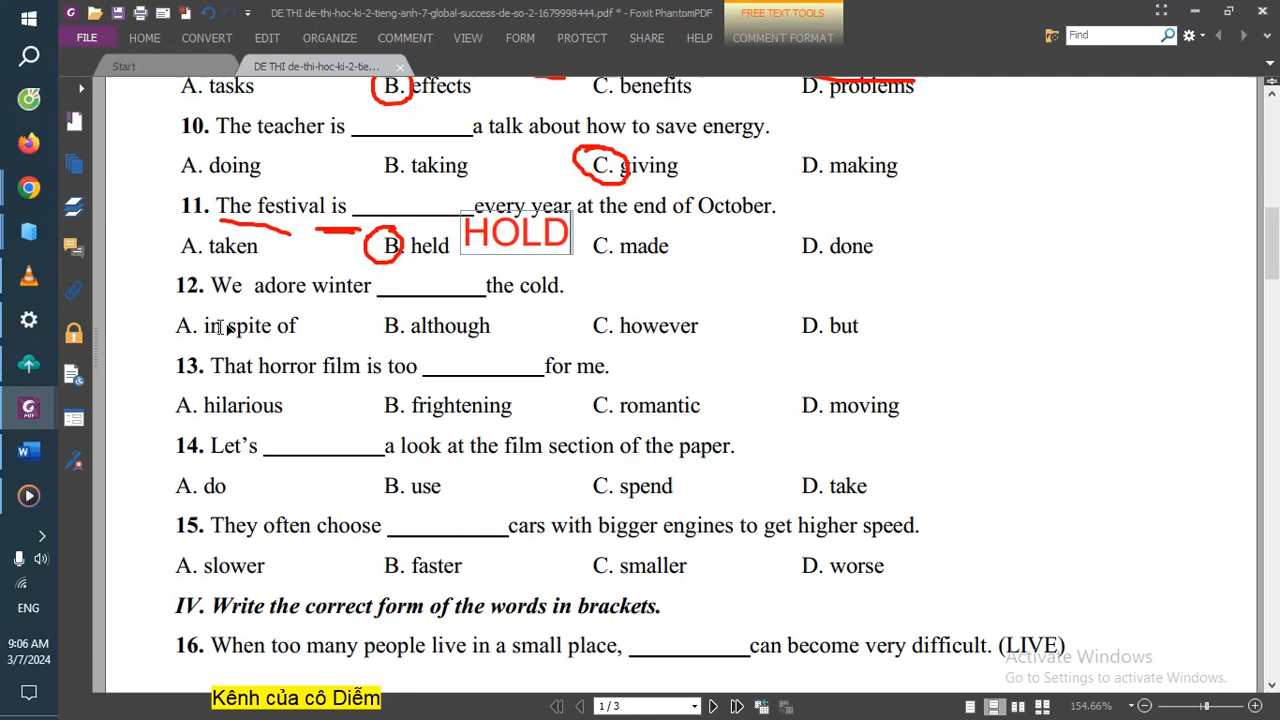 DE THI de-thi-hoc-ki-2-tieng-anh-7-global-success-de-so-2-1679998444.pdf * - Foxit PhantomPDF
FREE TEXT TOOLS
FILE HOME CONVERT EDIT ORGANIZE COMMENT VIEW FORM PROTECT SHARE HELP COMMENT FORMAT Find
Start DE THI de-thi-hoc-ki-2-tie...
A. tasks B. effects C. benefits D. problems
10. The teacher is __________a talk about how to save energy.
A. doing B. taking C. giving D. making
11. The festival is __________every year at the end of October.
HOLD
A. taken B. held C. made D. done
12. We adore winter _________the cold.
A. in spite of B. although C. however D. but
13. That horror film is too __________for me.
A. hilarious B. frightening C. romantic D. moving
14. Let’s __________a look at the film section of the paper.
A. do B. use C. spend D. take
15. They often choose __________cars with bigger engines to get higher speed.
A. slower B. faster C. smaller D. worse
IV. Write the correct form of the words in brackets.
16. When too many people live in a small place, __________can become very difficult. (LIVE)
Activate Windows
Go to Settings to activate Windows.
ENG
9:06 AM
3/7/2024
Kênh của cô Diễm
1 / 3 154.66%